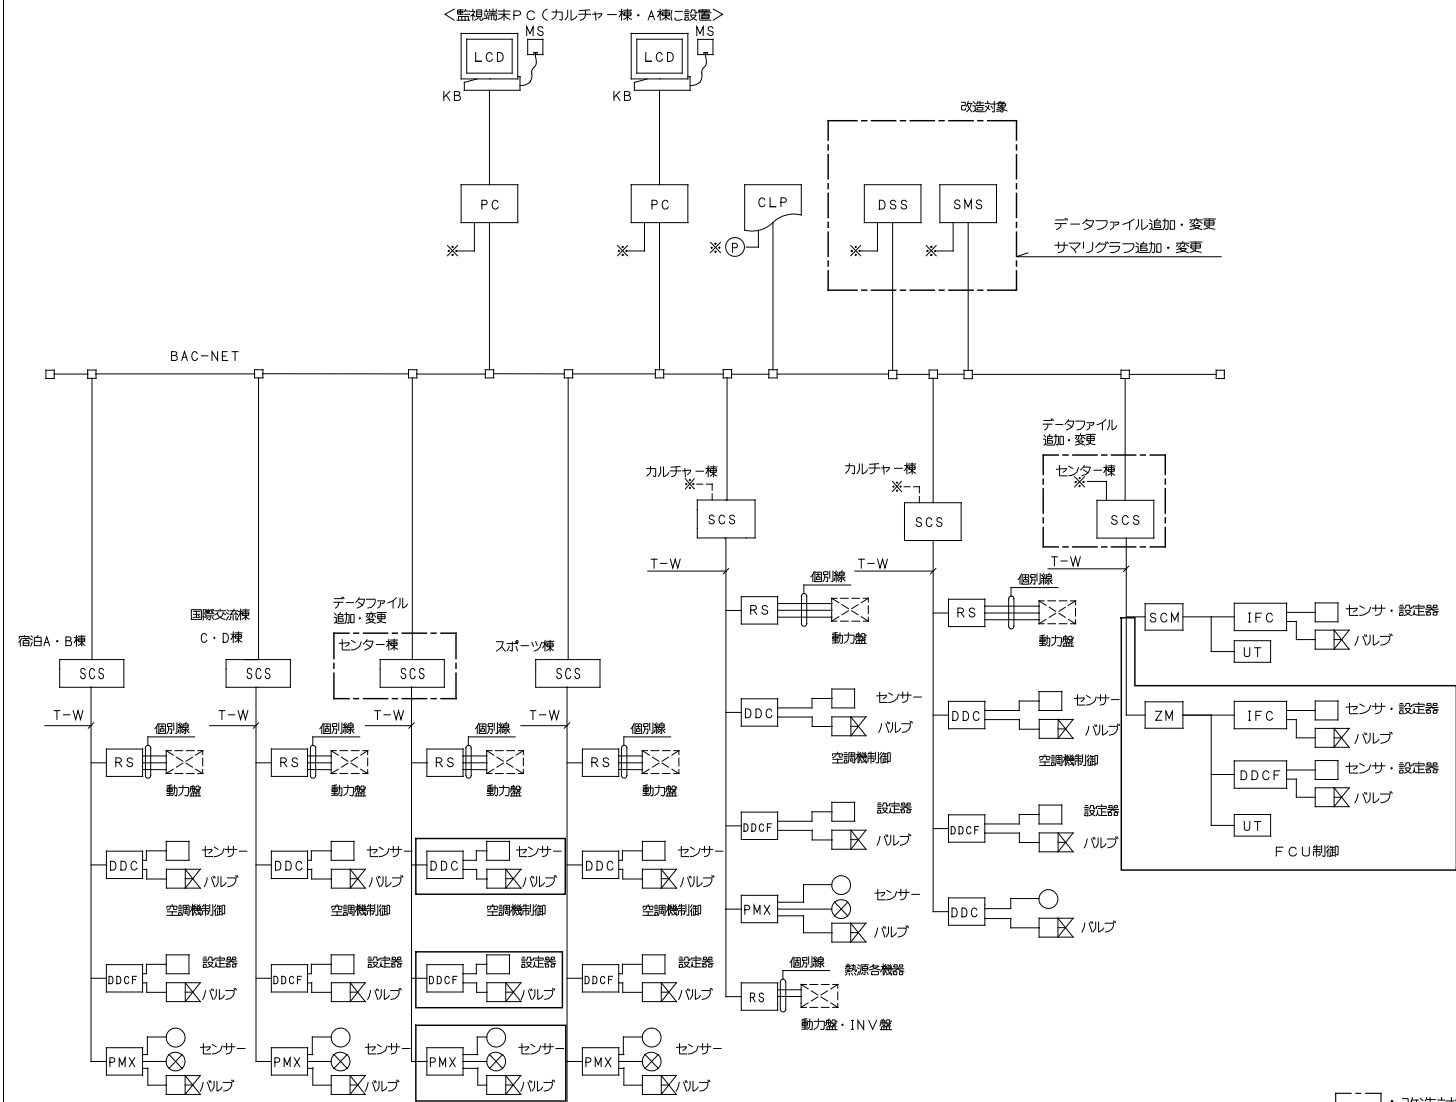 ＜監視端末ＰＣ（カルチャー棟・A棟に設置＞
MS
MS
LCD
LCD
KB
KB
改造対象
PC
PC
CLP
DSS
SMS
※
※
※
P
※
※
データファイル追加・変更
サマリグラフ追加・変更
BAC-NET
データファイル
追加・変更
カルチャー棟
カルチャー棟
センター棟
※
※
※
SCS
SCS
SCS
T-W
T-W
T-W
個別線
個別線
RS
RS
動力盤
動力盤
SCM
IFC
センサ・設定器
バルブ
UT
宿泊A・B棟
国際交流棟
C・D棟
データファイル
追加・変更
センター棟
スポーツ棟
SCS
SCS
SCS
SCS
T-W
T-W
T-W
T-W
DDC
センサー
バルブ
空調機制御
DDC
センサー
バルブ
空調機制御
ZM
IFC
センサ・設定器
バルブ
DDCF
センサ・設定器
バルブ
UT
ＦＣＵ制御
個別線
個別線
個別線
個別線
RS
RS
RS
RS
動力盤
動力盤
動力盤
動力盤
DDCF
設定器
バルブ
DDCF
設定器
バルブ
DDC
センサー
バルブ
空調機制御
DDC
センサー
バルブ
空調機制御
DDC
センサー
バルブ
空調機制御
DDC
センサー
バルブ
空調機制御
PMX
センサー
バルブ
DDC
バルブ
DDCF
設定器
バルブ
DDCF
設定器
バルブ
DDCF
設定器
バルブ
DDCF
設定器
バルブ
個別線
熱源各機器
RS
動力盤・INV盤
PMX
センサー
バルブ
PMX
センサー
バルブ
PMX
センサー
バルブ
PMX
センサー
バルブ